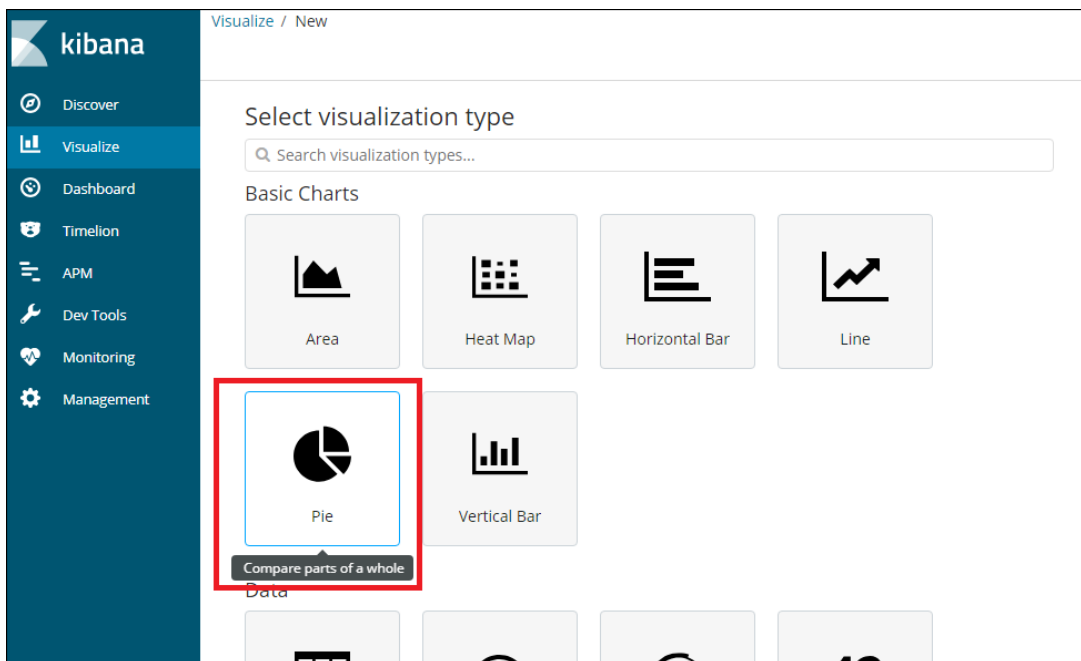 kibana
Discover
Visualize
Dashboard
Timelion
APM
Dev Tools
Monitoring
Management
Visualize / New
Select visualization type
Search visualization types...
Basic Charts
Area
Heat Map
Horizontal Bar
Line
Pie
Vertical Bar
Compare parts of a whole
Data